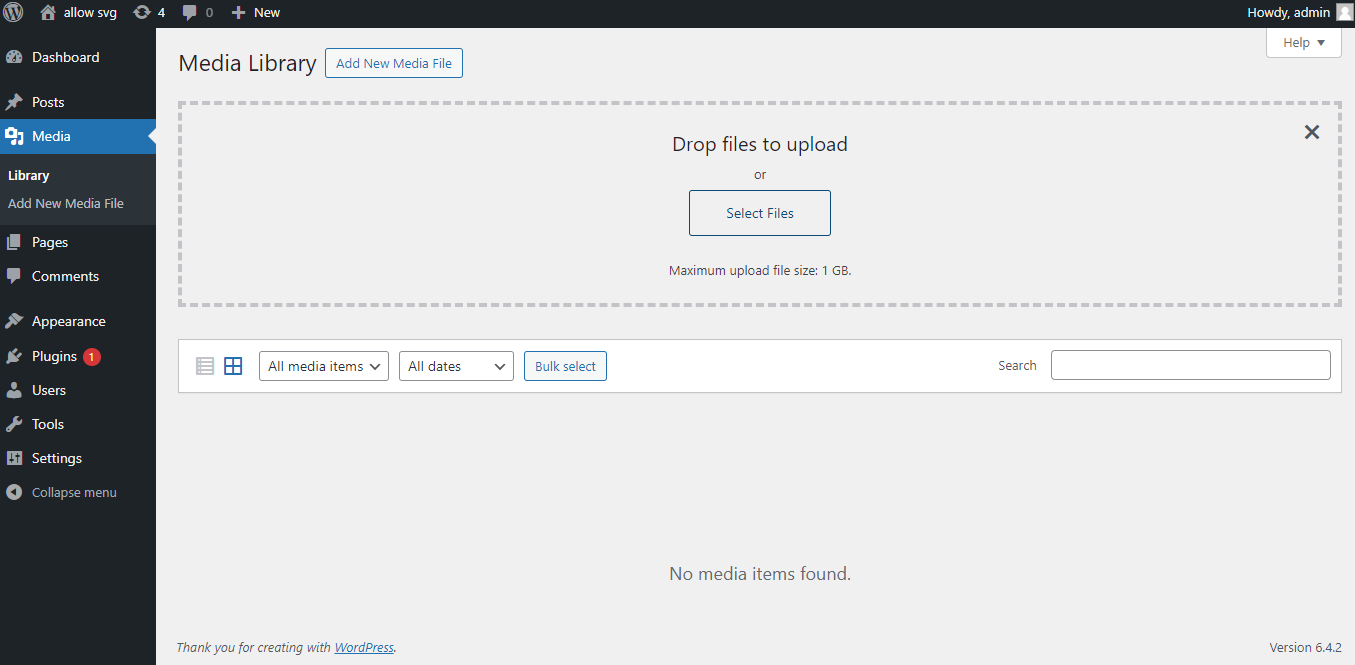 allow svg 4 0 New Howdy, admin
Help
Dashboard
Posts
Media
Library
Add New Media File
Pages
Comments
Appearance
Plugins 1
Users
Tools
Settings
Collapse menu
Media Library Add New Media File
Drop files to upload
or
Select Files
Maximum upload file size: 1 GB.
All media items All dates Bulk select Search
No media items found.
Thank you for creating with WordPress. Version 6.4.2